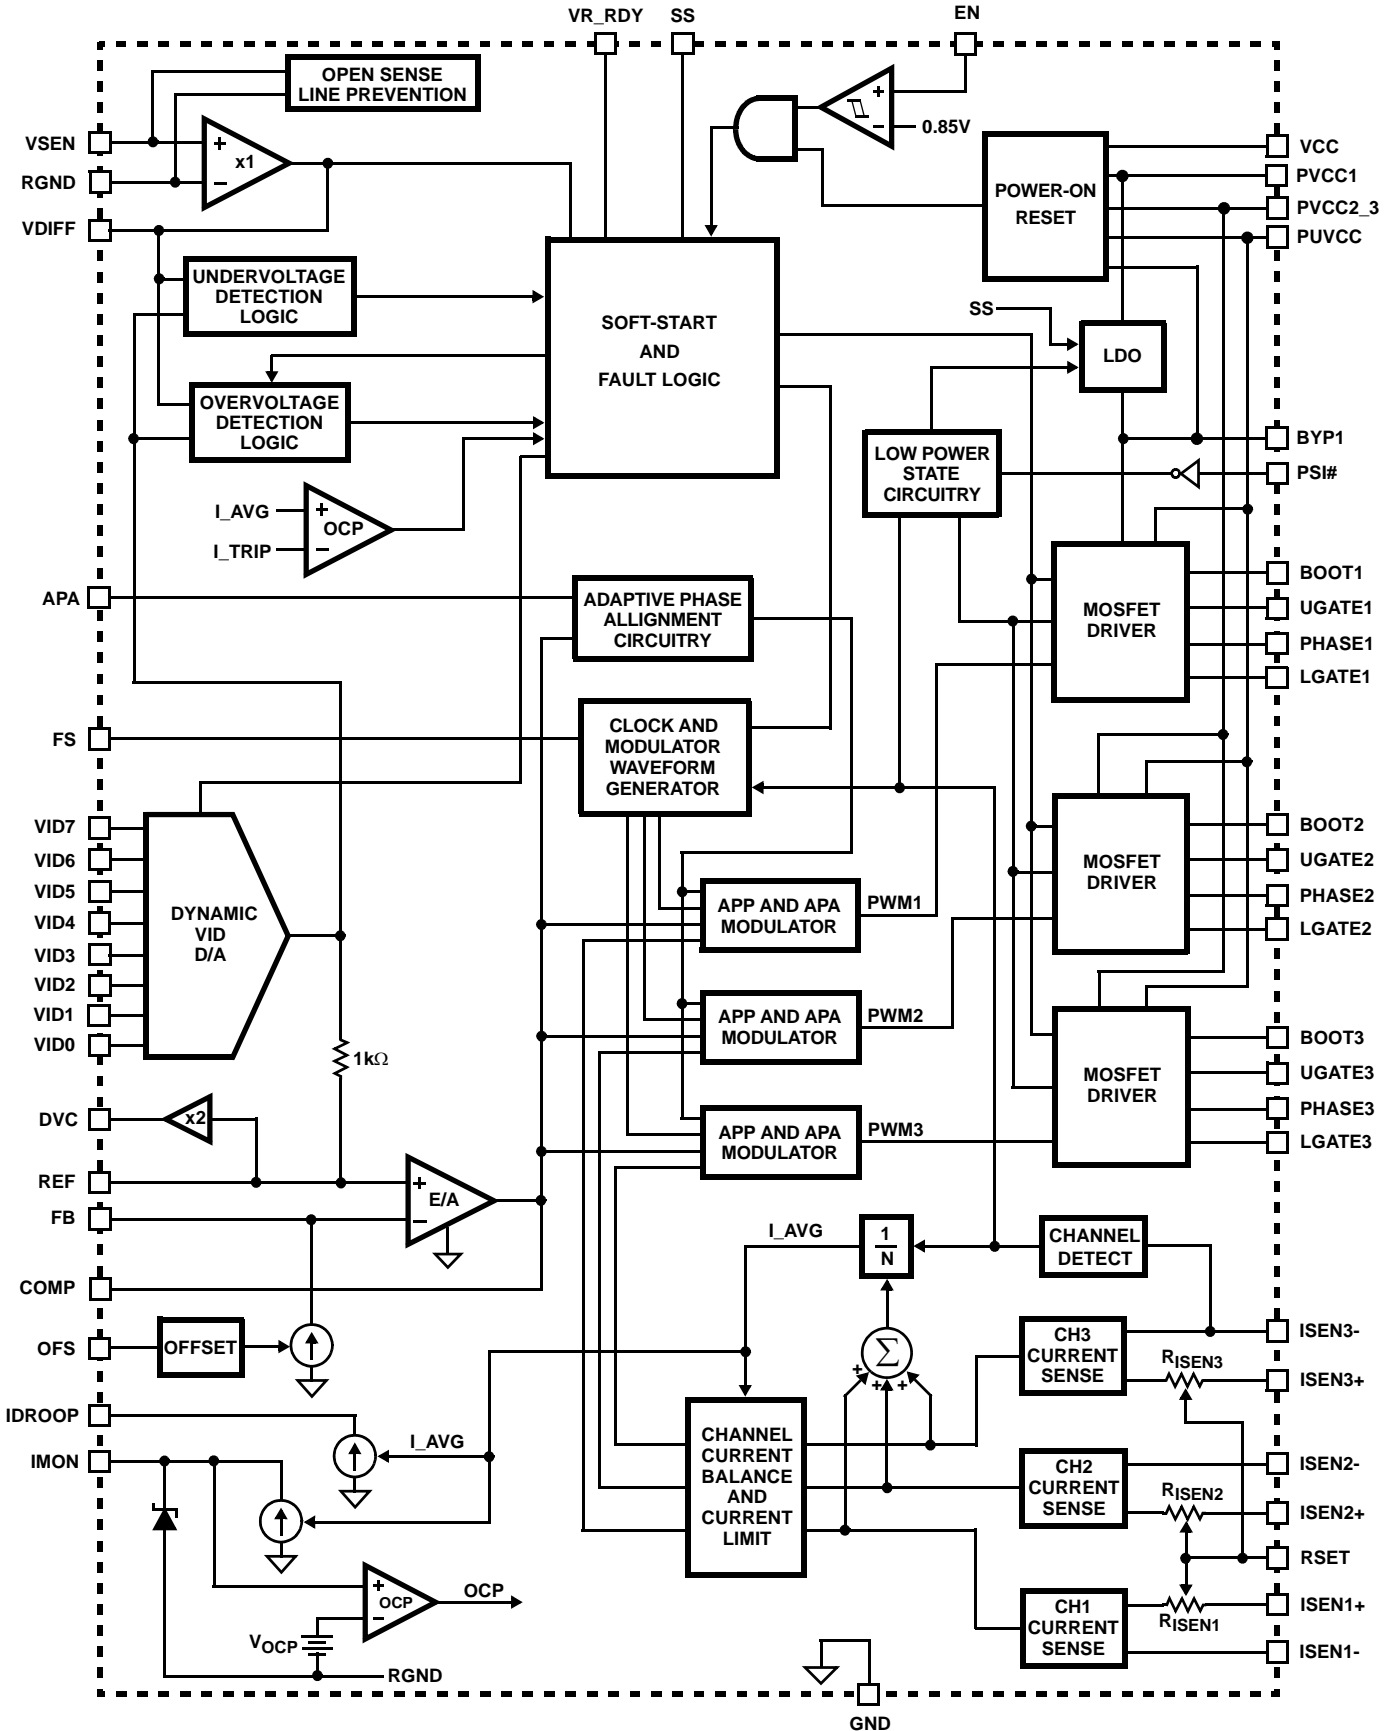 VR_RDY
SS
EN
OPEN SENSE
LINE PREVENTION
VSEN
RGND
VDIFF
+
x1
−
+
−
0.85V
POWER-ON
RESET
VCC
PVCC1
PVCC2_3
PUVCC
UNDERVOLTAGE
DETECTION
LOGIC
SOFT-START
AND
FAULT LOGIC
SS
LDO
OVERVOLTAGE
DETECTION
LOGIC
BYP1
PSI#
LOW POWER
STATE
CIRCUITRY
I_AVG
I_TRIP
+
OCP
−
APA
ADAPTIVE PHASE
ALLIGNMENT
CIRCUITRY
MOSFET
DRIVER
BOOT1
UGATE1
PHASE1
LGATE1
FS
CLOCK AND
MODULATOR
WAVEFORM
GENERATOR
VID7
VID6
VID5
VID4
VID3
VID2
VID1
VID0
DYNAMIC
VID
D/A
MOSFET
DRIVER
BOOT2
UGATE2
PHASE2
LGATE2
APP AND APA
MODULATOR
PWM1
APP AND APA
MODULATOR
PWM2
1kΩ
MOSFET
DRIVER
BOOT3
UGATE3
PHASE3
LGATE3
DVC
x2
APP AND APA
MODULATOR
PWM3
REF
FB
+
E/A
−
COMP
I_AVG
1
N
CHANNEL
DETECT
OFS
OFFSET
Σ
+
+
+
CH3
CURRENT
SENSE
RISEN3
ISEN3-
ISEN3+
IDROOP
IMON
I_AVG
CHANNEL
CURRENT
BALANCE
AND
CURRENT
LIMIT
CH2
CURRENT
SENSE
RISEN2
ISEN2-
ISEN2+
RSET
+
OCP
−
OCP
VOCP
RGND
CH1
CURRENT
SENSE
RISEN1
ISEN1+
ISEN1-
GND